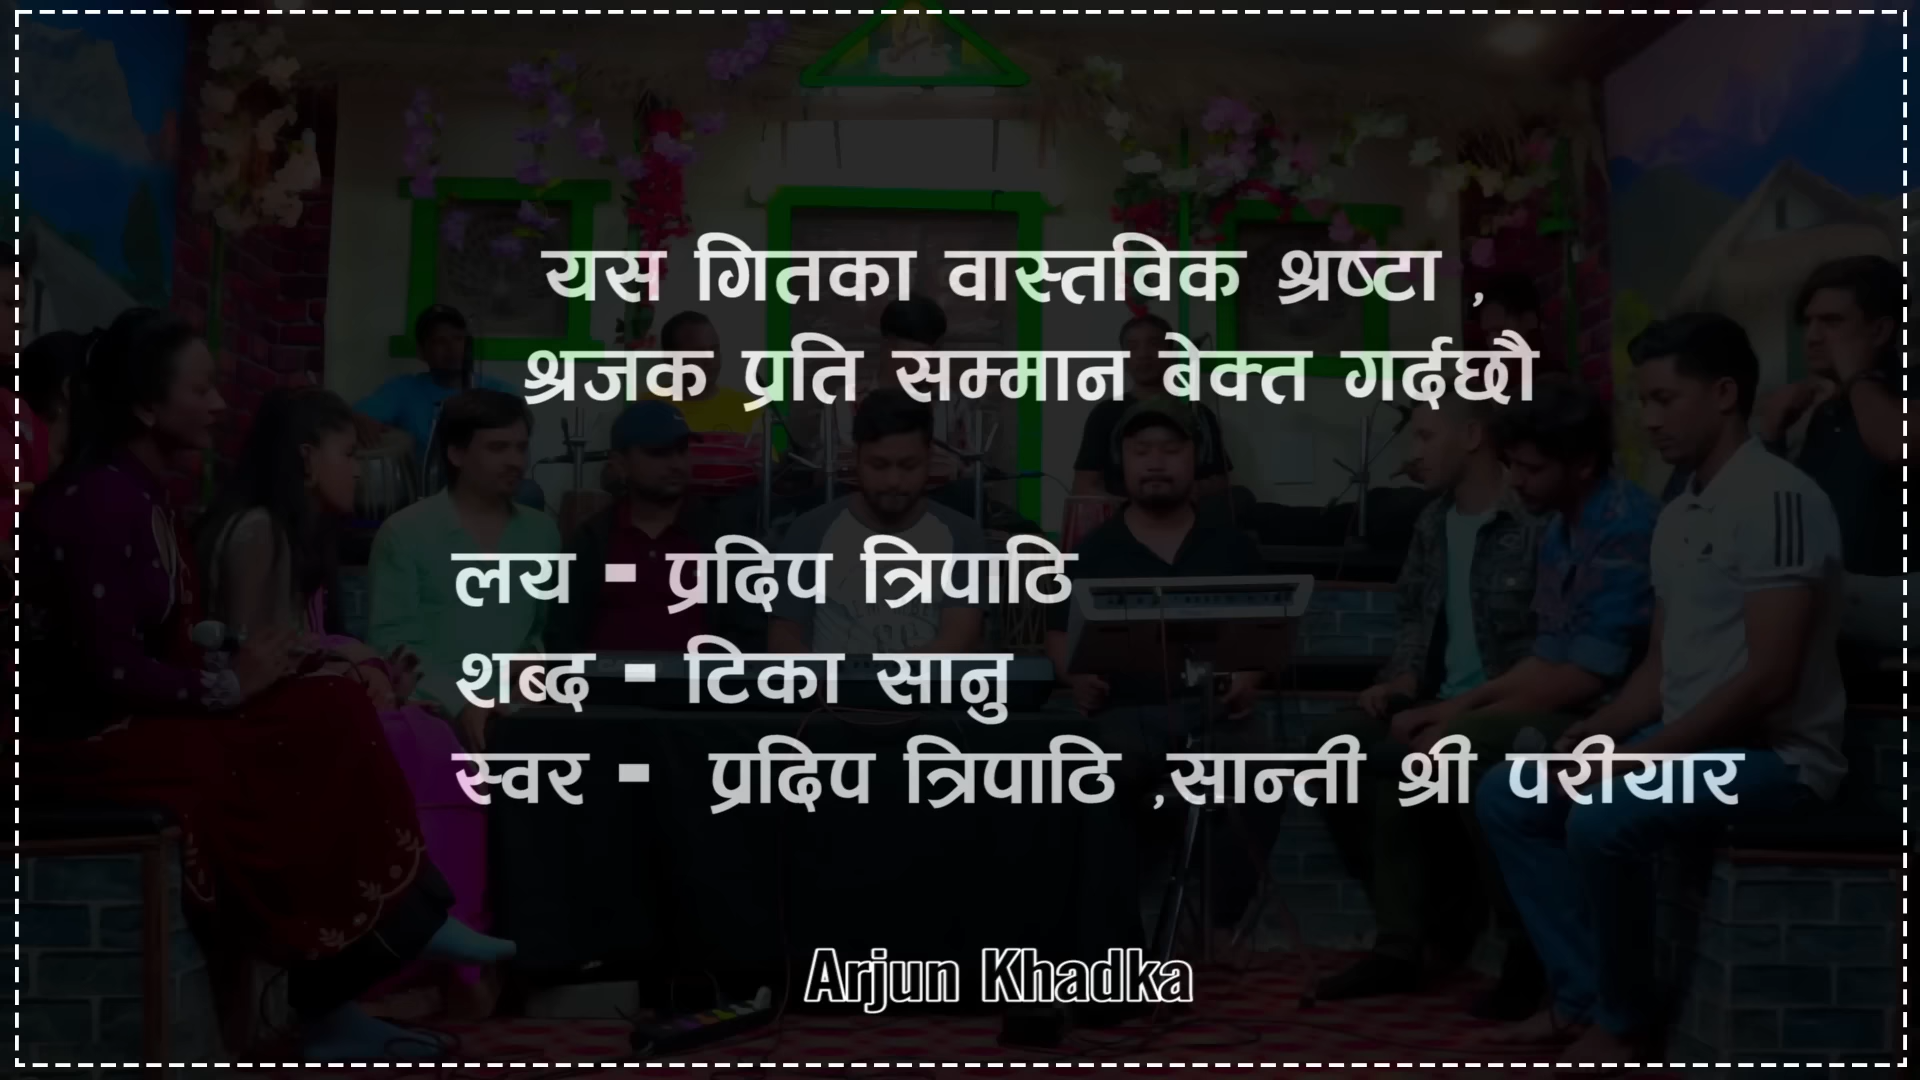 यस गितका वास्तविक श्रष्टा ,
श्रजक प्रति सम्मान बेक्त गर्दछौ
लय - प्रदिप त्रिपाठि
शब्द - टिका सानु
स्वर - प्रदिप त्रिपाठि ,सान्ती श्री परीयार
Arjun Khadka